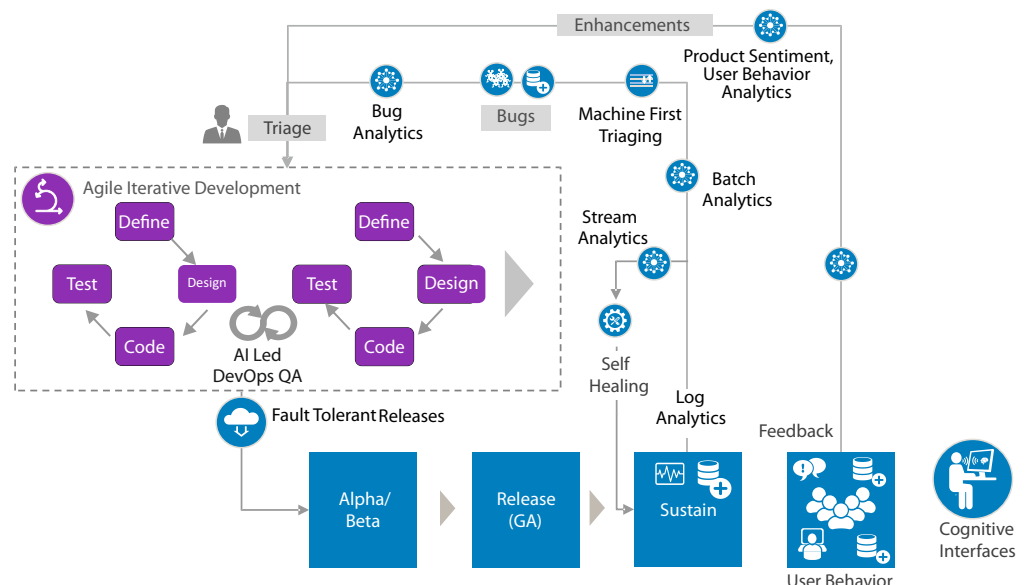 Enhancements
Product Sentiment,
User Behavior
Analytics
Bug
Analytics
Bugs
Machine First
Triaging
Triage
Batch
Analytics
Agile Iterative Development
Define
Design
Code
Test
Define
Design
Code
Test
AI Led
DevOps QA
Stream
Analytics
Self
Healing
Log
Analytics
Fault Tolerant Releases
Feedback
Alpha/
Beta
Release
(GA)
Sustain
User Behavior
Cognitive
Interfaces